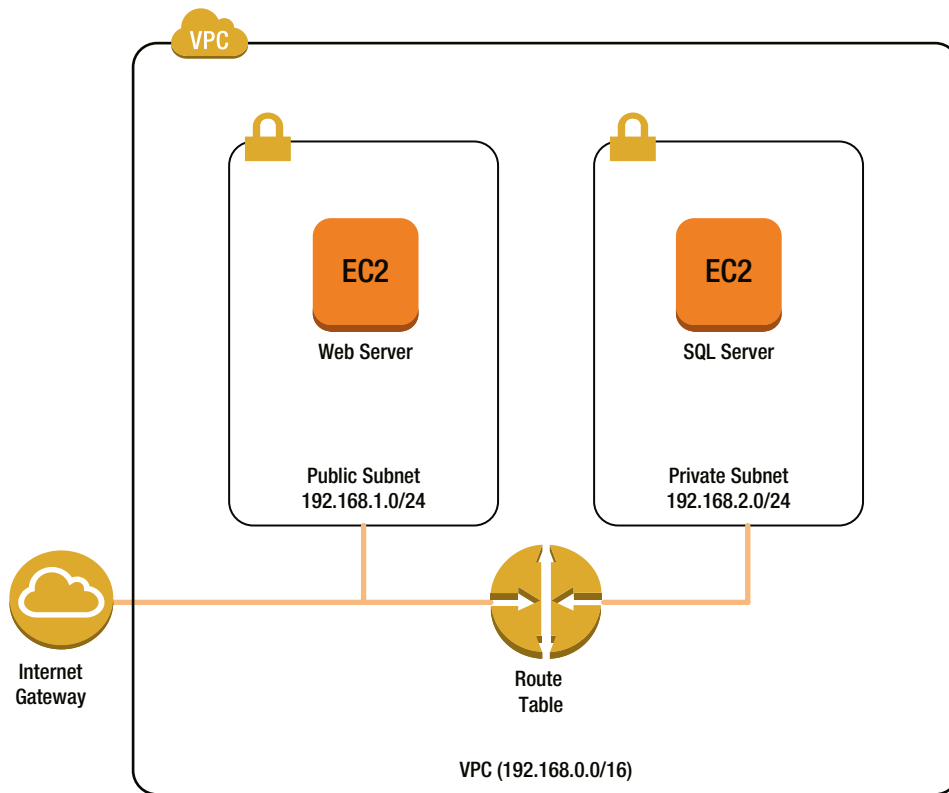 VPC
EC2
Web Server
Public Subnet
192.168.1.0/24
EC2
SQL Server
Private Subnet
192.168.2.0/24
Internet
Gateway
Route
Table
VPC (192.168.0.0/16)